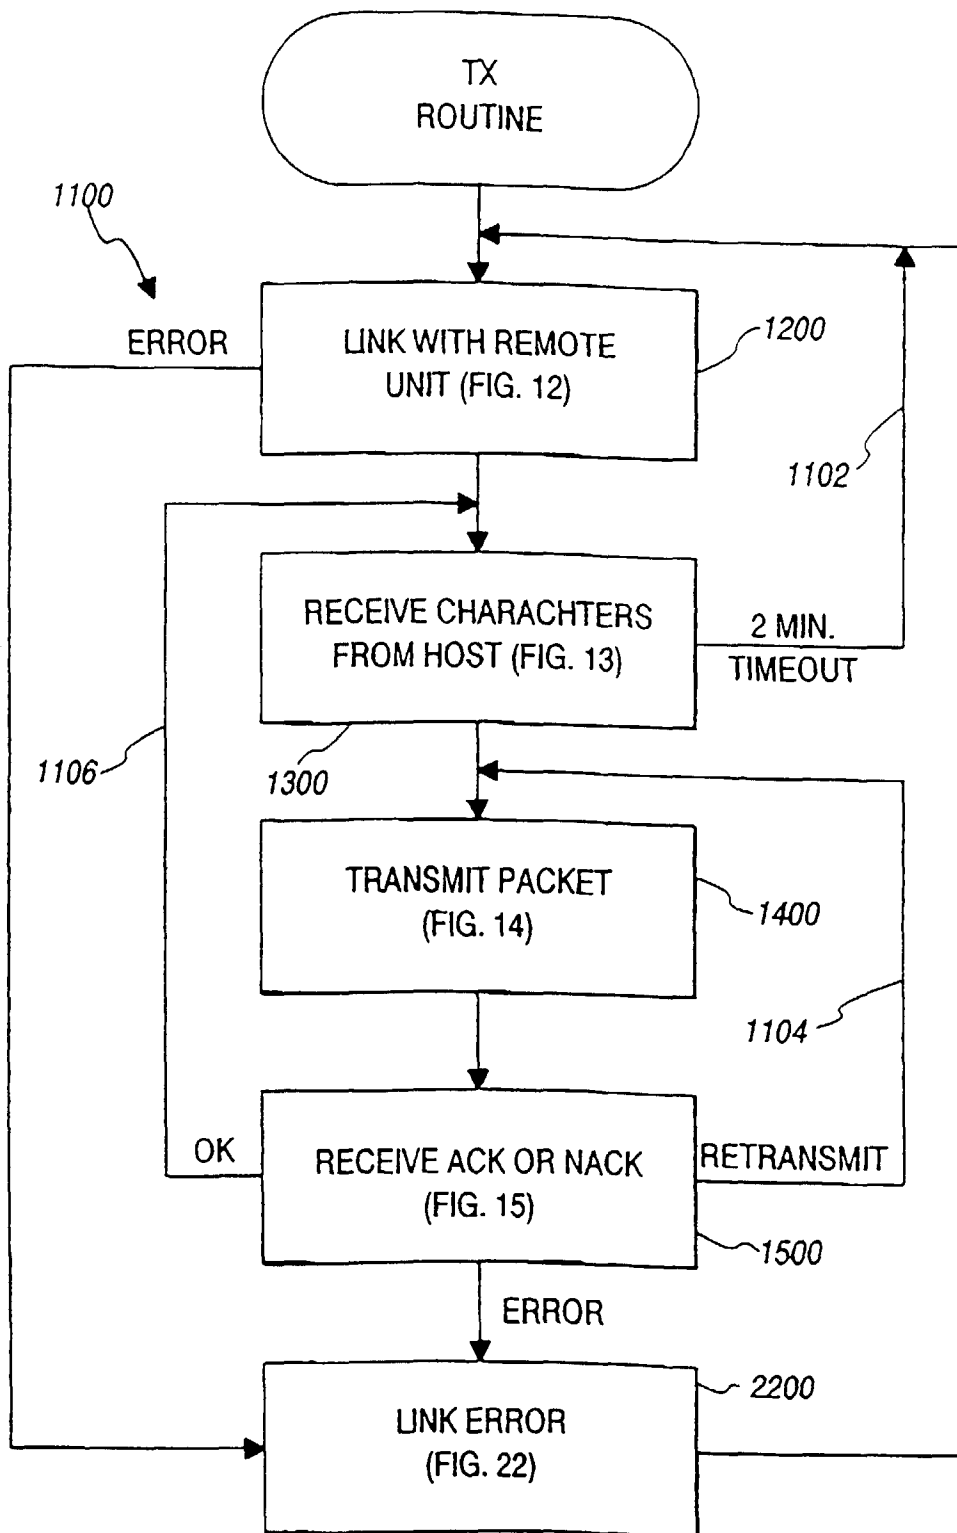 TX
ROUTINE
1100
ERROR
LINK WITH REMOTE
UNIT (FIG. 12)
1200
1102
RECEIVE CHARACHTERS
FROM HOST (FIG. 13)
2 MIN.
TIMEOUT
1106
1300
TRANSMIT PACKET
(FIG. 14)
1400
1104
OK
RECEIVE ACK OR NACK
(FIG. 15)
RETRANSMIT
1500
ERROR
LINK ERROR
(FIG. 22)
2200